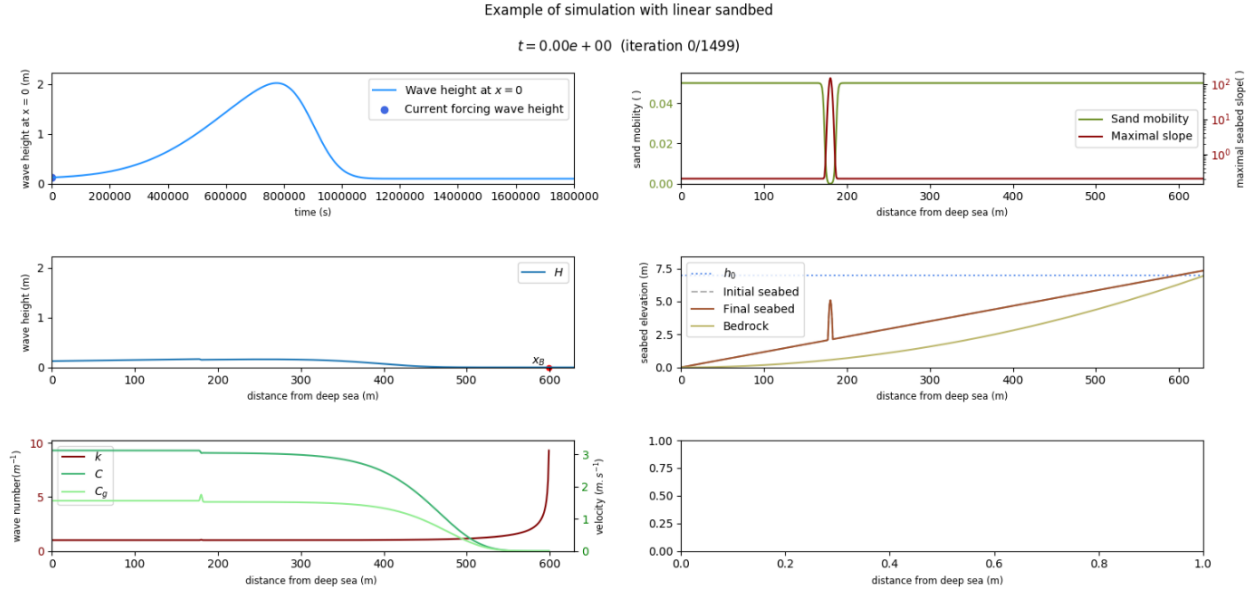 Example of simulation with linear sandbed
t = 0.00e + 00 (iteration 0/1499)
wave height at x = 0 (m)
2
1
0
Wave height at x = 0
Current forcing wave height
0 200000 400000 600000 800000 1000000 1200000 1400000 1600000 1800000
time (s)
sand mobility ( )
0.04
0.02
0.00
Sand mobility
Maximal slope
10²
10¹
10⁰
maximal seabed slope( )
0 100 200 300 400 500 600
distance from deep sea (m)
wave height (m)
2
1
0
H
x_B
0 100 200 300 400 500 600
distance from deep sea (m)
seabed elevation (m)
7.5
5.0
2.5
0.0
h₀
Initial seabed
Final seabed
Bedrock
0 100 200 300 400 500 600
distance from deep sea (m)
wave number(m⁻¹)
10
5
0
k
C
C_g
3
2
1
0
velocity (m.s⁻¹)
0 100 200 300 400 500 600
distance from deep sea (m)
1.00
0.75
0.50
0.25
0.00
0.0 0.2 0.4 0.6 0.8 1.0
distance from deep sea (m)